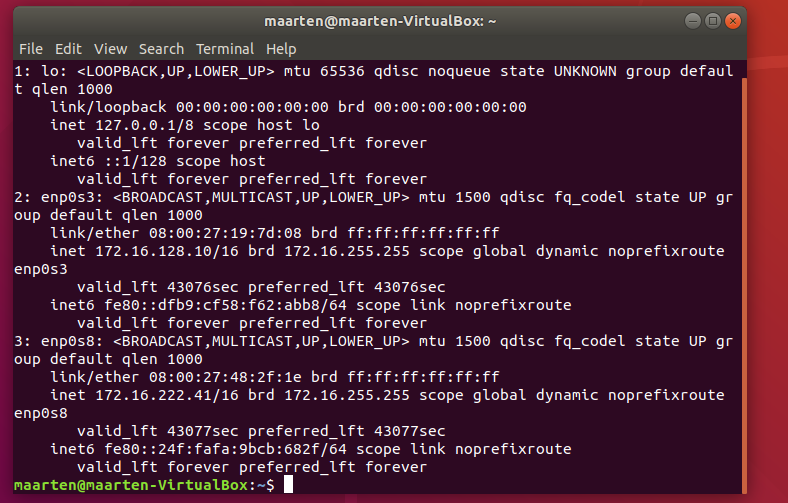 maarten@maarten-VirtualBox: ~
File Edit View Search Terminal Help
1: lo: <LOOPBACK,UP,LOWER_UP> mtu 65536 qdisc noqueue state UNKNOWN group defaul
t qlen 1000
    link/loopback 00:00:00:00:00:00 brd 00:00:00:00:00:00
    inet 127.0.0.1/8 scope host lo
       valid_lft forever preferred_lft forever
    inet6 ::1/128 scope host
       valid_lft forever preferred_lft forever
2: enp0s3: <BROADCAST,MULTICAST,UP,LOWER_UP> mtu 1500 qdisc fq_codel state UP gr
oup default qlen 1000
    link/ether 08:00:27:19:7d:08 brd ff:ff:ff:ff:ff:ff
    inet 172.16.128.10/16 brd 172.16.255.255 scope global dynamic noprefixroute
enp0s3
       valid_lft 43076sec preferred_lft 43076sec
    inet6 fe80::dfb9:cf58:f62:abb8/64 scope link noprefixroute
       valid_lft forever preferred_lft forever
3: enp0s8: <BROADCAST,MULTICAST,UP,LOWER_UP> mtu 1500 qdisc fq_codel state UP gr
oup default qlen 1000
    link/ether 08:00:27:48:2f:1e brd ff:ff:ff:ff:ff:ff
    inet 172.16.222.41/16 brd 172.16.255.255 scope global dynamic noprefixroute
enp0s8
       valid_lft 43077sec preferred_lft 43077sec
    inet6 fe80::24f:fafa:9bcb:682f/64 scope link noprefixroute
       valid_lft forever preferred_lft forever
maarten@maarten-VirtualBox:~$